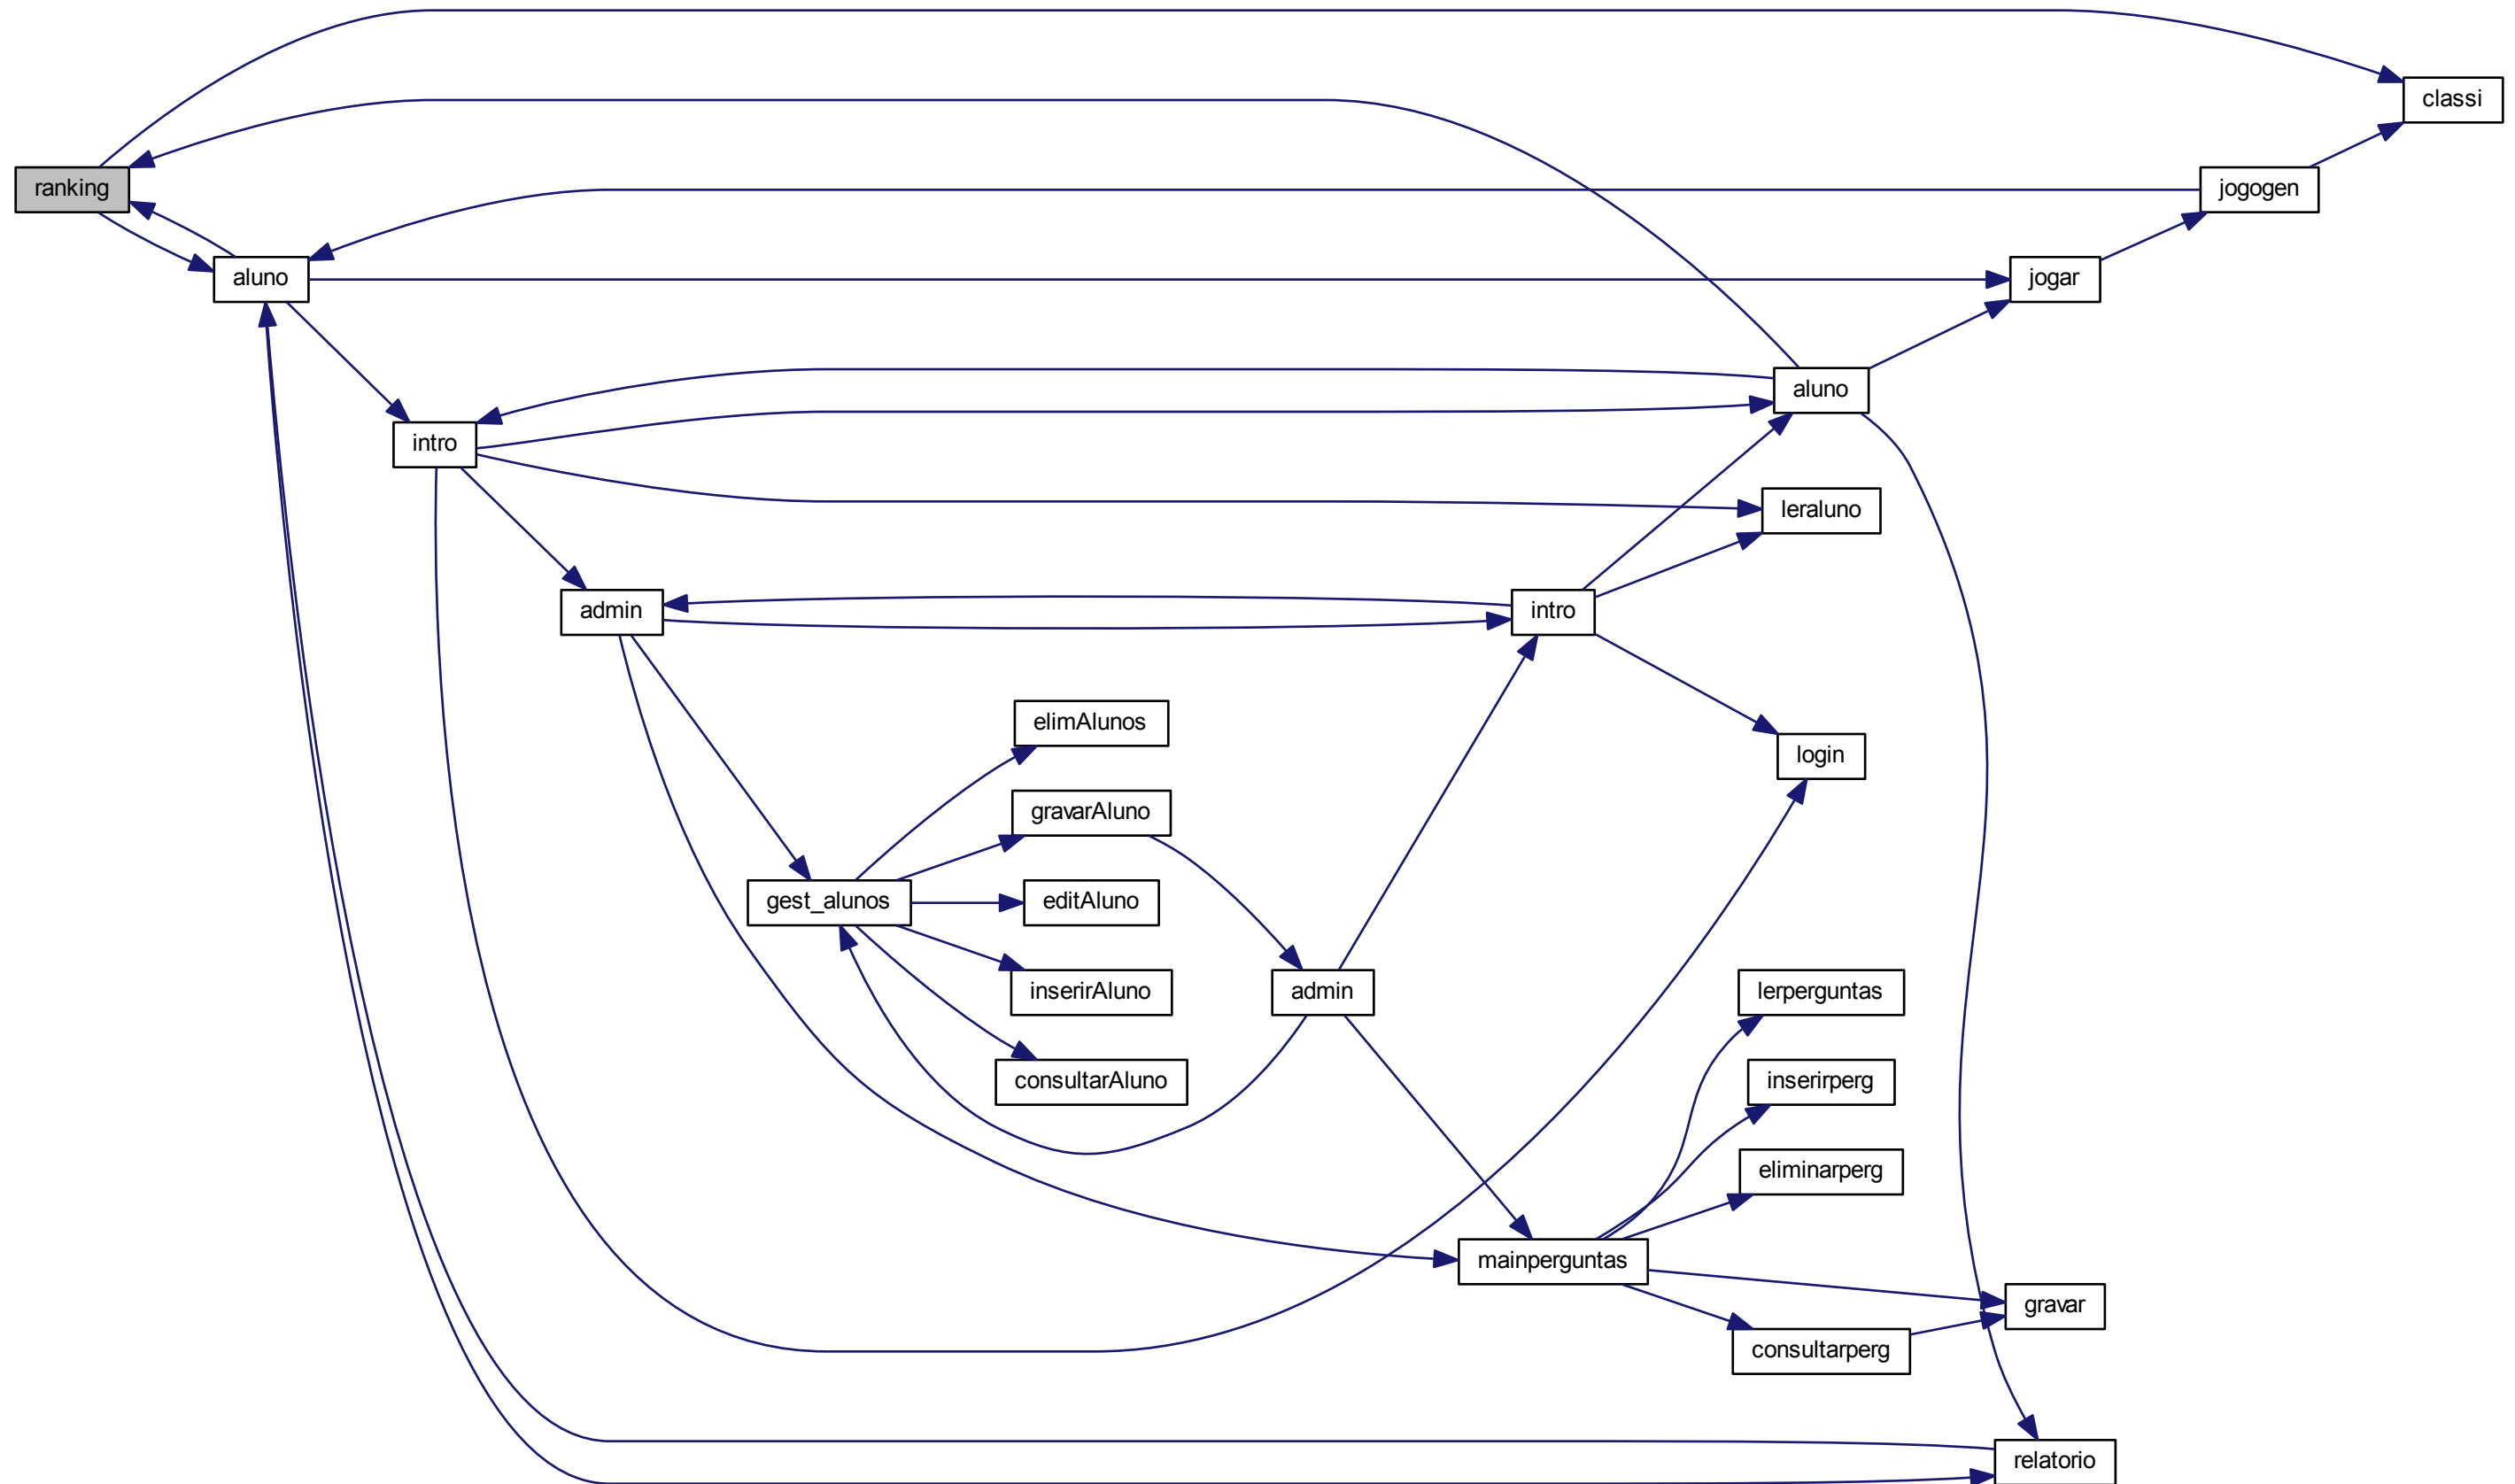 classi
ranking
jogogen
aluno
jogar
aluno
intro
leraluno
admin
intro
elimAlunos
login
gravarAluno
gest_alunos
editAluno
inserirAluno
admin
lerperguntas
consultarAluno
inserirperg
eliminarperg
mainperguntas
gravar
consultarperg
relatorio